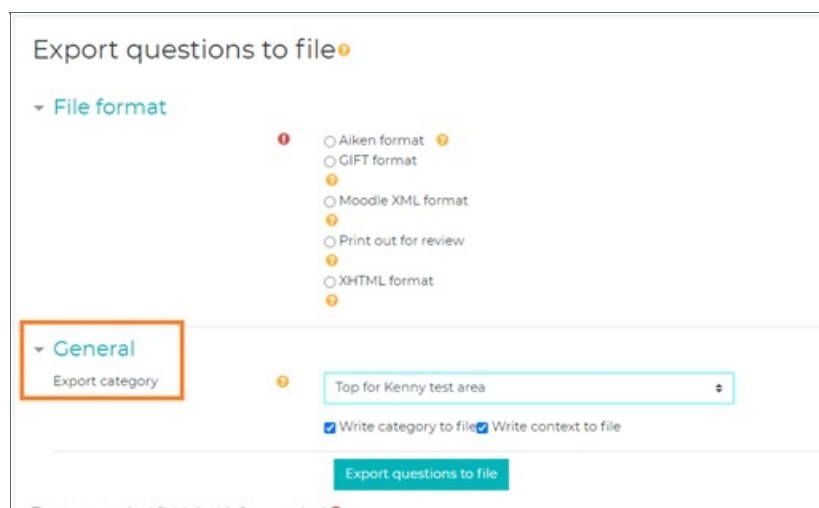 Export questions to file
File format
Aiken format
GIFT format
Moodle XML format
Print out for review
XHTML format
General
Export category
Top for Kenny test area
Write category to file Write context to file
Export questions to file